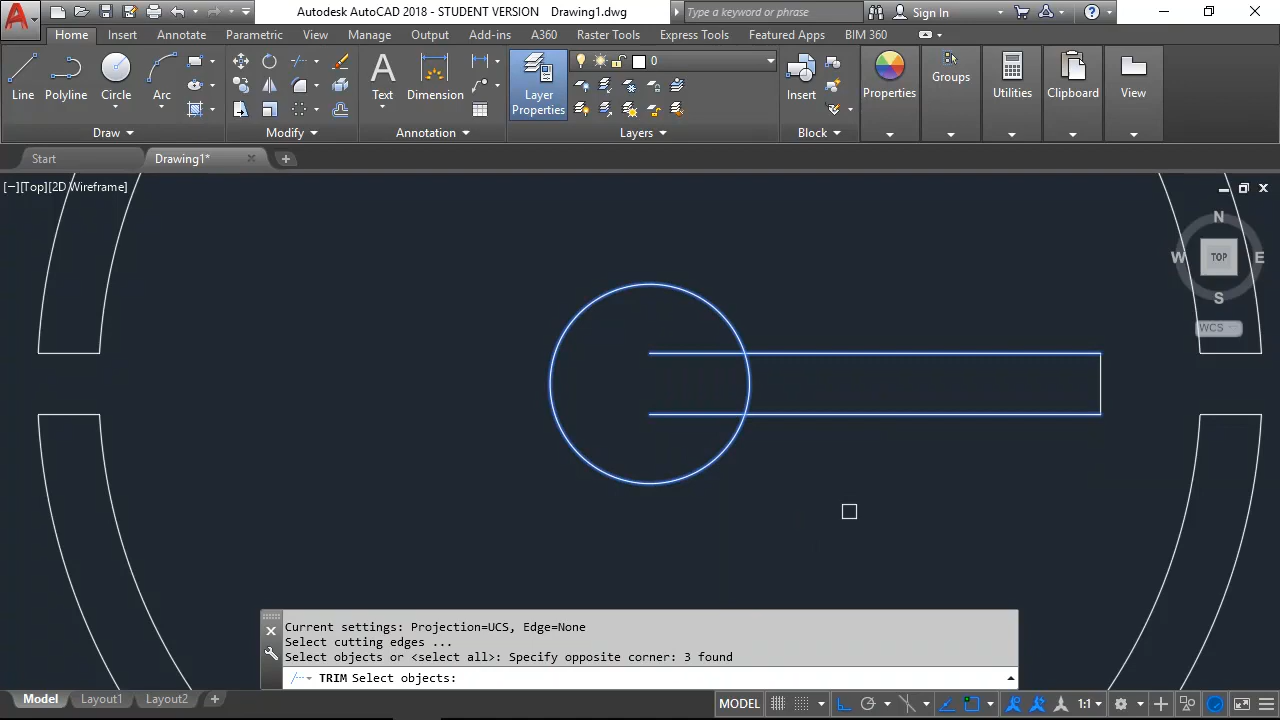 Autodesk AutoCAD 2018 - STUDENT VERSION Drawing1.dwg
Type a keyword or phrase
Sign In
Home Insert Annotate Parametric View Manage Output Add-ins A360 Raster Tools Express Tools Featured Apps BIM 360
Line Polyline Circle Arc
Text Dimension
Layer
Properties
0
Insert
Properties
Groups
Utilities
Clipboard
View
Draw Modify Annotation Layers Block
Start Drawing1*
[−][Top][2D Wireframe]
N
W TOP E
S
WCS
Current settings: Projection=UCS, Edge=None
Select cutting edges ...
Select objects or <select all>: Specify opposite corner: 3 found
TRIM Select objects:
Model Layout1 Layout2 +
MODEL 1:1